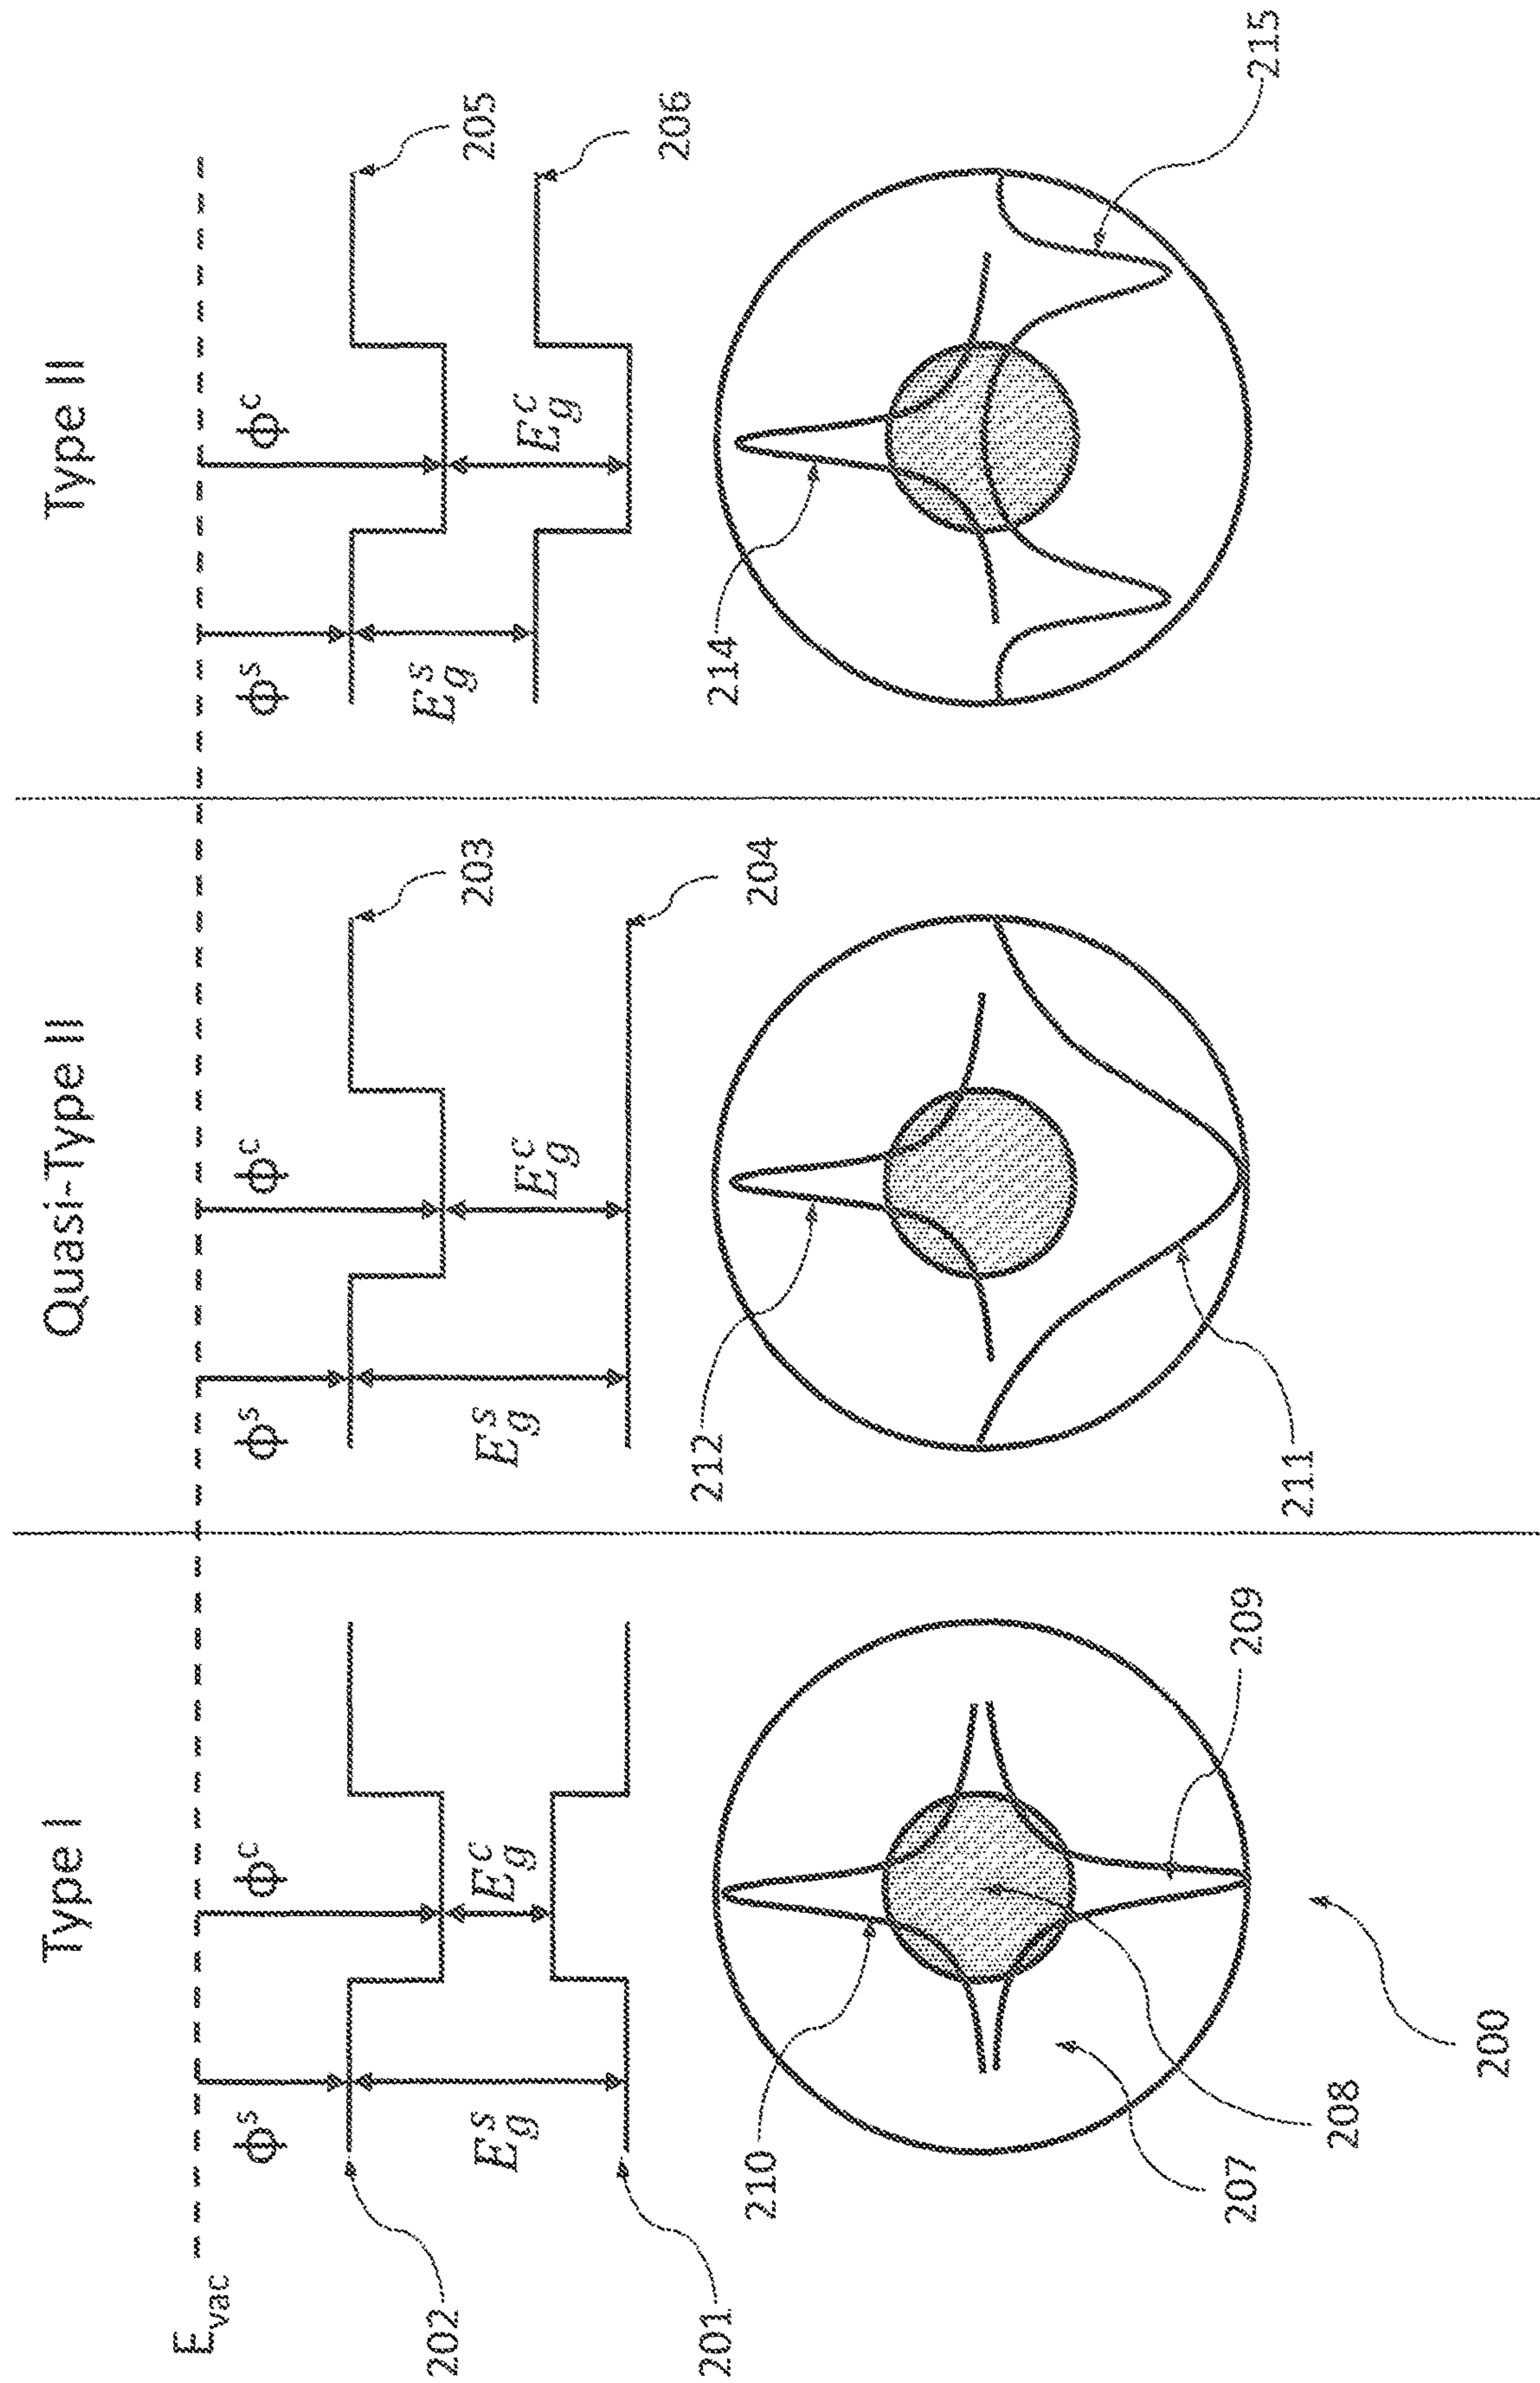 Type I
Quasi-Type II
Type II
E_vac
Φ^s
Φ^c
Φ^s
Φ^c
Φ^s
Φ^c
202
E_g^s
E_g^c
203
E_g^s
E_g^c
205
E_g^s
E_g^c
201
204
206
210
212
214
207
209
211
215
208
200